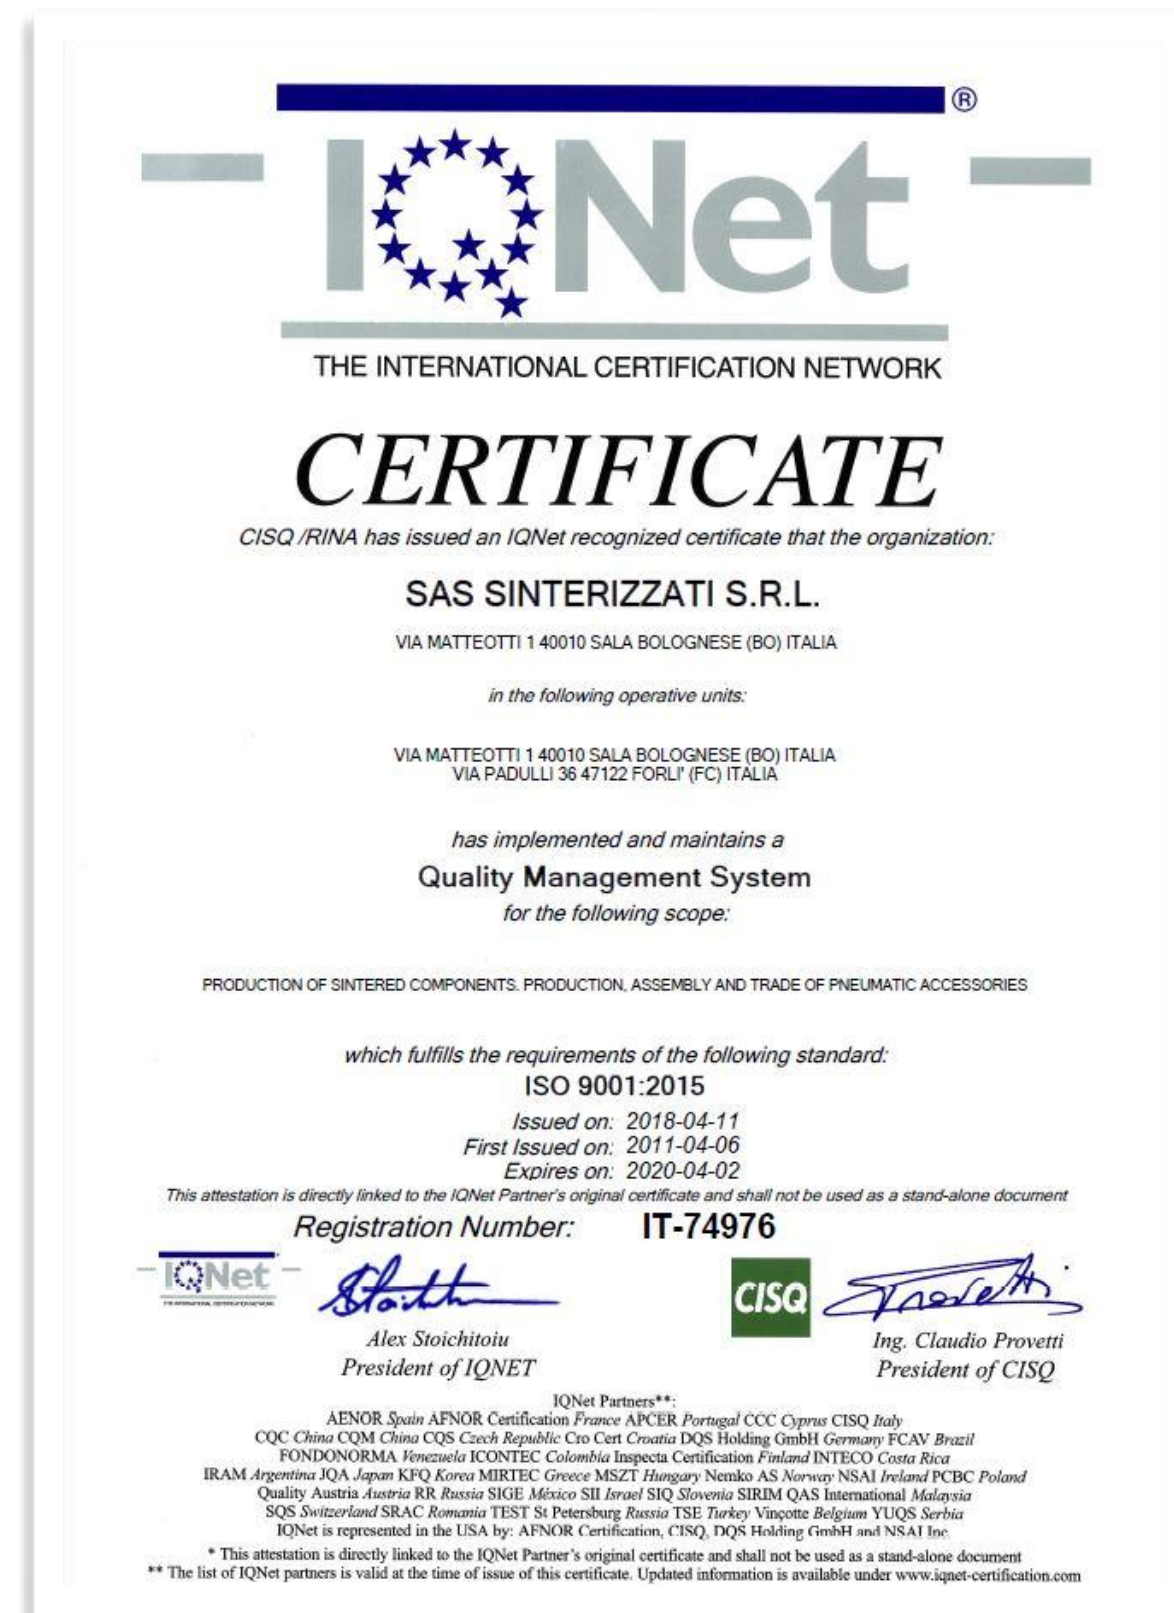 ®
IQNet
THE INTERNATIONAL CERTIFICATION NETWORK
CERTIFICATE
CISQ /RINA has issued an IQNet recognized certificate that the organization:
SAS SINTERIZZATI S.R.L.
VIA MATTEOTTI 1 40010 SALA BOLOGNESE (BO) ITALIA
in the following operative units:
VIA MATTEOTTI 1 40010 SALA BOLOGNESE (BO) ITALIA
VIA PADULLI 36 47122 FORLI' (FC) ITALIA
has implemented and maintains a
Quality Management System
for the following scope:
PRODUCTION OF SINTERED COMPONENTS. PRODUCTION, ASSEMBLY AND TRADE OF PNEUMATIC ACCESSORIES
which fulfills the requirements of the following standard:
ISO 9001:2015
Issued on: 2018-04-11
First Issued on: 2011-04-06
Expires on: 2020-04-02
This attestation is directly linked to the IQNet Partner's original certificate and shall not be used as a stand-alone document
Registration Number: IT-74976
IQNet
THE INTERNATIONAL CERTIFICATION NETWORK
CISQ
Alex Stoichitoiu
President of IQNET
Ing. Claudio Provetti
President of CISQ
IQNet Partners**:
AENOR Spain AFNOR Certification France APCER Portugal CCC Cyprus CISQ Italy
CQC China CQM China CQS Czech Republic Cro Cert Croatia DQS Holding GmbH Germany FCAV Brazil
FONDONORMA Venezuela ICONTEC Colombia Inspecta Certification Finland INTECO Costa Rica
IRAM Argentina JQA Japan KFQ Korea MIRTEC Greece MSZT Hungary Nemko AS Norway NSAI Ireland PCBC Poland
Quality Austria Austria RR Russia SIGE México SII Israel SIQ Slovenia SIRIM QAS International Malaysia
SQS Switzerland SRAC Romania TEST St Petersburg Russia TSE Turkey Vinçotte Belgium YUQS Serbia
IQNet is represented in the USA by: AFNOR Certification, CISQ, DQS Holding GmbH and NSAI Inc.
* This attestation is directly linked to the IQNet Partner's original certificate and shall not be used as a stand-alone document
** The list of IQNet partners is valid at the time of issue of this certificate. Updated information is available under www.iqnet-certification.com